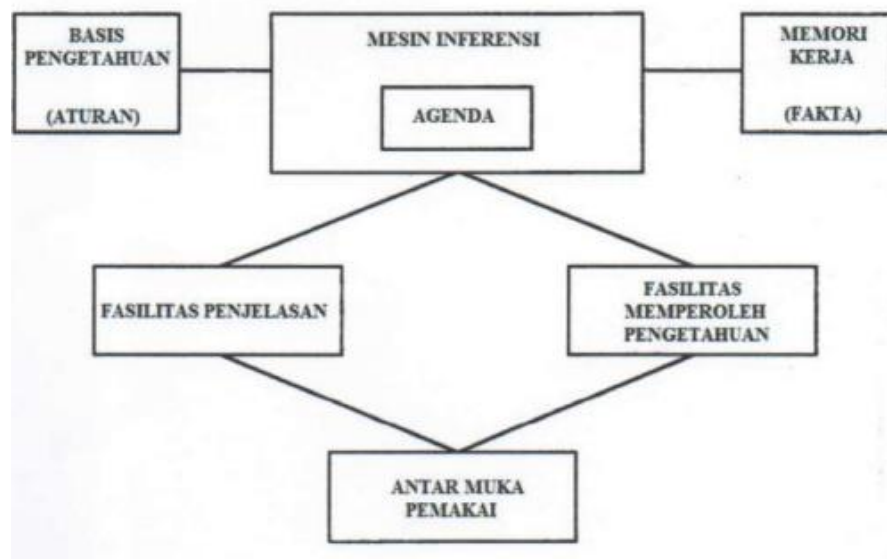 BASIS
PENGETAHUAN
(ATURAN)
MESIN INFERENSI
AGENDA
MEMORI
KERJA
(FAKTA)
FASILITAS PENJELASAN
FASILITAS
MEMPEROLEH
PENGETAHUAN
ANTAR MUKA
PEMAKAI